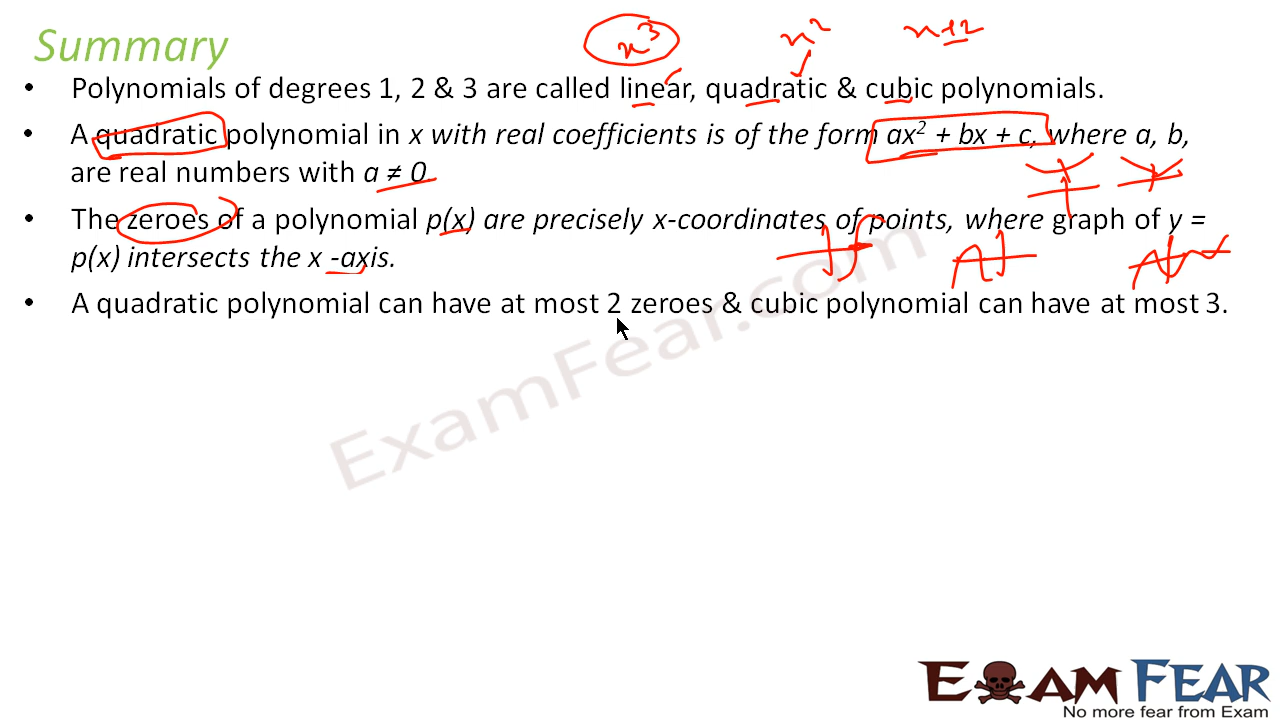 x³ x² x+2
Summary
• Polynomials of degrees 1, 2 & 3 are called linear, quadratic & cubic polynomials.
• A quadratic polynomial in x with real coefficients is of the form ax² + bx + c, where a, b,
are real numbers with a ≠ 0
• The zeroes of a polynomial p(x) are precisely x-coordinates of points, where graph of y =
p(x) intersects the x -axis.
• A quadratic polynomial can have at most 2 zeroes & cubic polynomial can have at most 3.
ExamFear.com
EXAM FEAR
No more fear from Exam